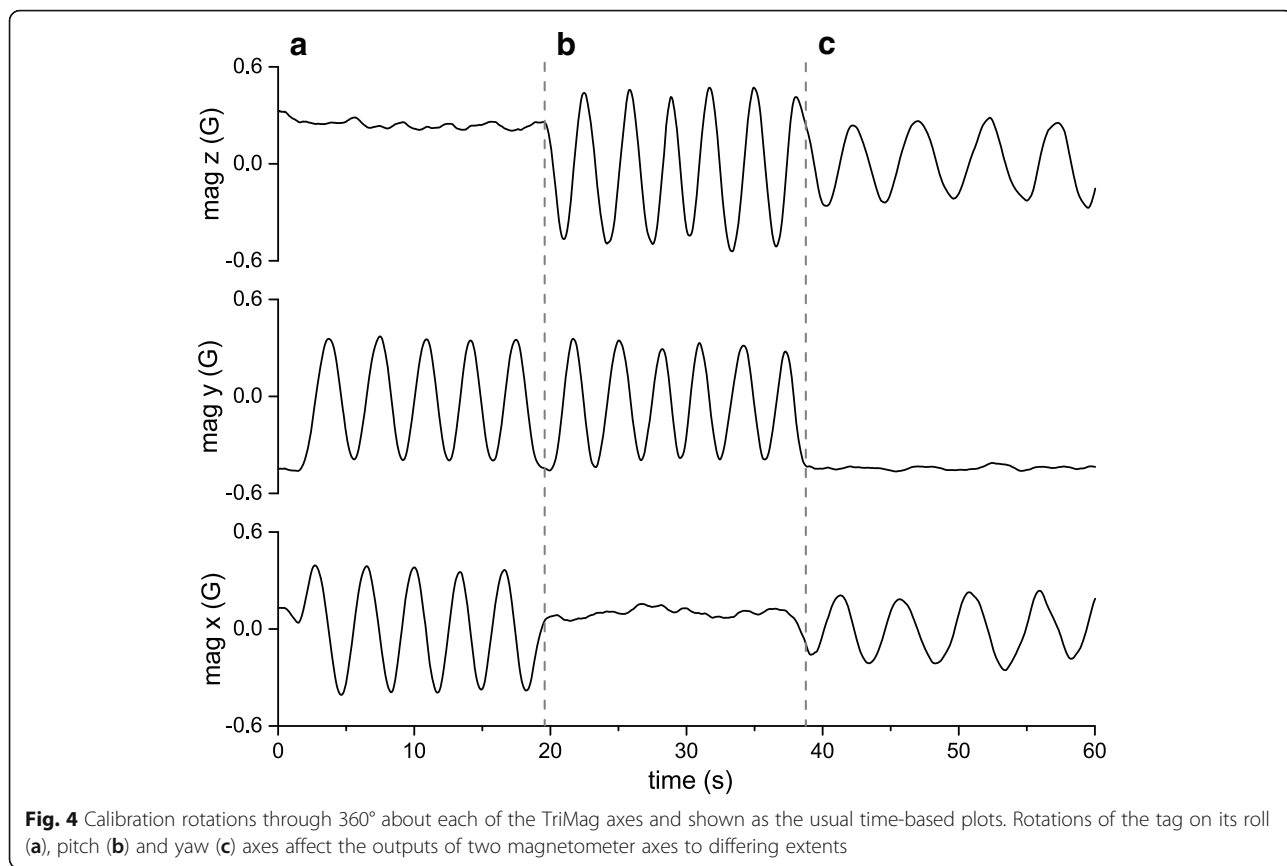 a b c
0.6
0.0
-0.6
mag z (G)
0.6
0.0
-0.6
mag y (G)
0.6
0.0
-0.6
mag x (G)
0 10 20 30 40 50 60
time (s)
Fig. 4 Calibration rotations through 360° about each of the TriMag axes and shown as the usual time-based plots. Rotations of the tag on its roll
(a), pitch (b) and yaw (c) axes affect the outputs of two magnetometer axes to differing extents